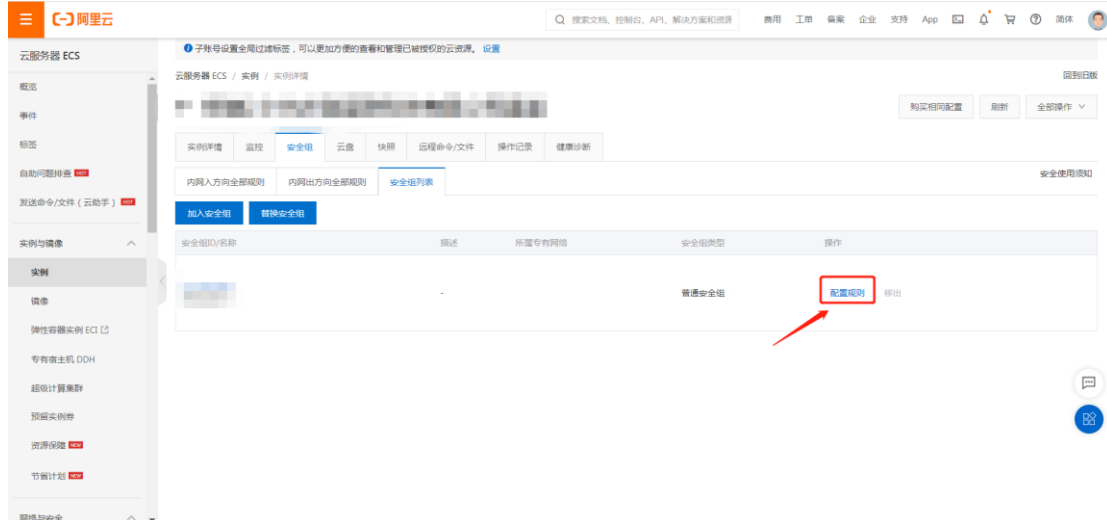 阿里云
搜索文档、控制台、API、解决方案和资源
费用 工单 备案 企业 支持 App 简体
云服务器 ECS
概览
事件
标签
自助问题排查 HOT
发送命令/文件（云助手） HOT
实例与镜像
实例
镜像
弹性容器实例 ECI
专有宿主机 DDH
超级计算集群
预留实例券
资源保障 NEW
节省计划 NEW
网络与安全
子账号设置全局过滤标签，可以更加方便的查看和管理已被授权的云资源。 设置
云服务器 ECS / 实例 / 实例详情
回到旧版
购买相同配置 刷新 全部操作
实例详情 监控 安全组 云盘 快照 远程命令/文件 操作记录 健康诊断
内网入方向全部规则 内网出方向全部规则 安全组列表
安全使用须知
加入安全组 替换安全组
安全组ID/名称 描述 所属专有网络 安全组类型 操作
- 普通安全组 配置规则 移出